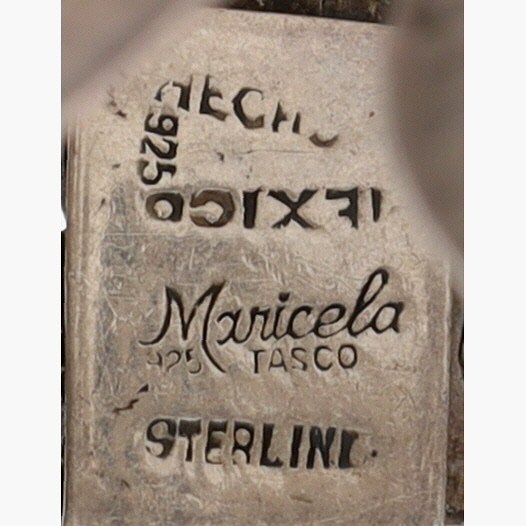 HECHO
925
MEXICO
Maricela
925 TASCO
STERLING